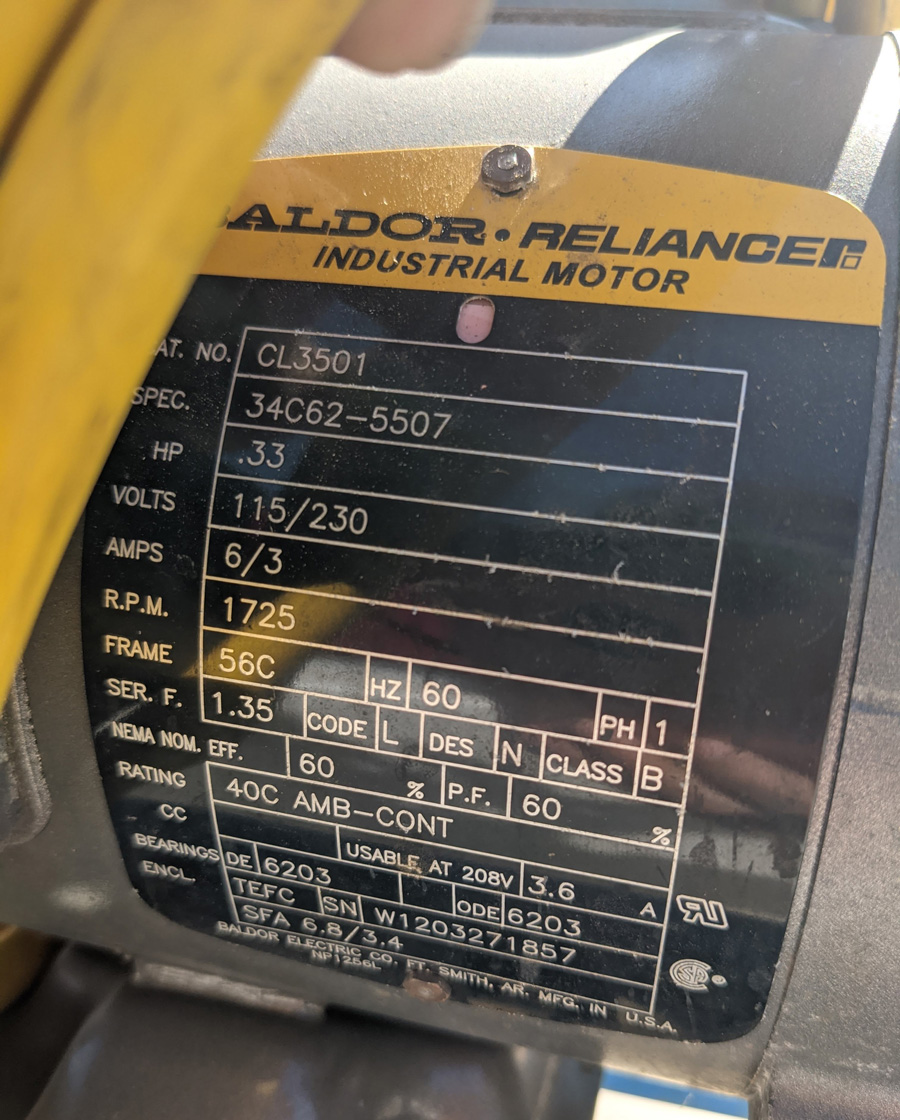 BALDOR • RELIANCER
INDUSTRIAL MOTOR
CAT. NO. CL3501
SPEC. 34C62-5507
HP .33
VOLTS 115/230
AMPS 6/3
R.P.M. 1725
FRAME 56C HZ 60 PH 1
SER. F. 1.35 CODE L DES N CLASS B
NEMA NOM. EFF. 60 % P.F. 60 %
RATING 40C AMB-CONT
CC USABLE AT 208V 3.6 A
BEARINGS DE 6203 ODE 6203
ENCL. TEFC SN W1203271857
SFA 6.8/3.4
BALDOR ELECTRIC CO. FT. SMITH, AR. MFG. IN U.S.A.
NP1256L